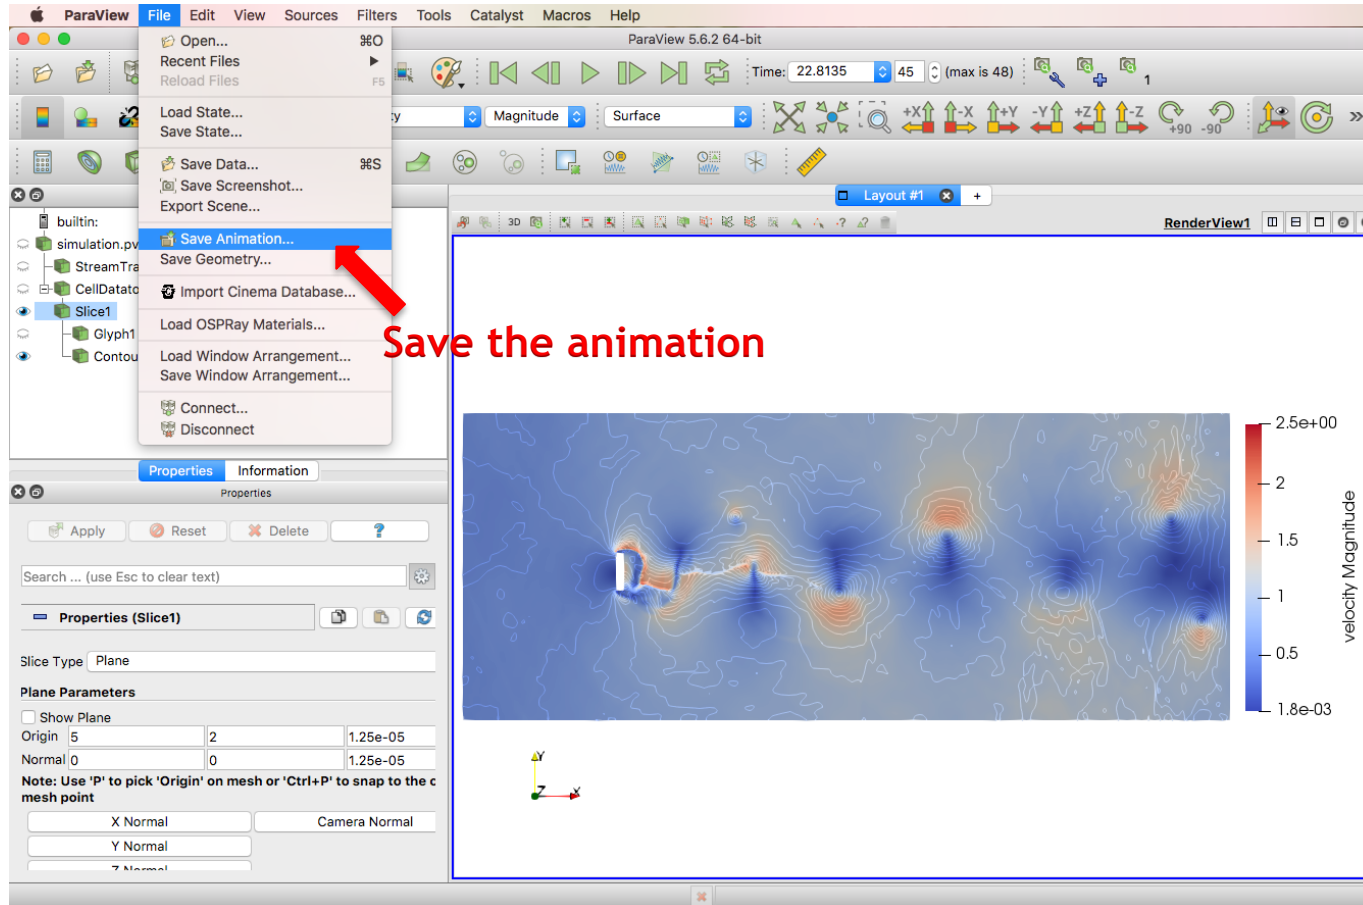 ParaView File Edit View Sources Filters Tools Catalyst Macros Help
ParaView 5.6.2 64-bit
Open... ⌘O
Recent Files ▶
Reload Files F5
Load State...
Save State...
Save Data... ⌘S
Save Screenshot...
Export Scene...
Save Animation...
Save Geometry...
Import Cinema Database...
Load OSPRay Materials...
Load Window Arrangement...
Save Window Arrangement...
Connect...
Disconnect
Time: 22.8135 45 (max is 48) 1
Magnitude Surface +X -X +Y -Y +Z -Z +90 -90 »
Layout #1 +
3D RenderView1
builtin:
simulation.pv
StreamTra
CellDatato
Slice1
Glyph1
Contou
Save the animation
Properties Information
Properties
Apply Reset Delete ?
Search ... (use Esc to clear text)
Properties (Slice1)
Slice Type Plane
Plane Parameters
Show Plane
Origin 5 2 1.25e-05
Normal 0 0 1.25e-05
Note: Use 'P' to pick 'Origin' on mesh or 'Ctrl+P' to snap to the c
mesh point
X Normal Camera Normal
Y Normal
Z Normal
2.5e+00
2
1.5
1
0.5
1.8e-03
velocity Magnitude
Y
Z X